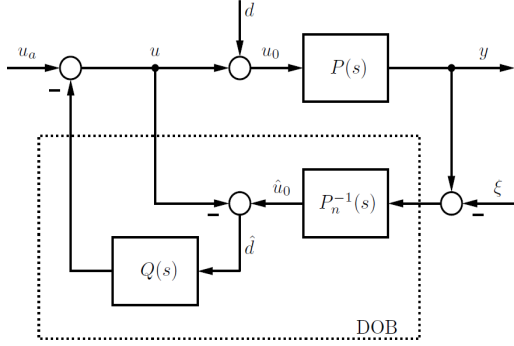 d
u_a
u
u_0
P(s)
y
û_0
P_n^{-1}(s)
ξ
d̂
Q(s)
DOB